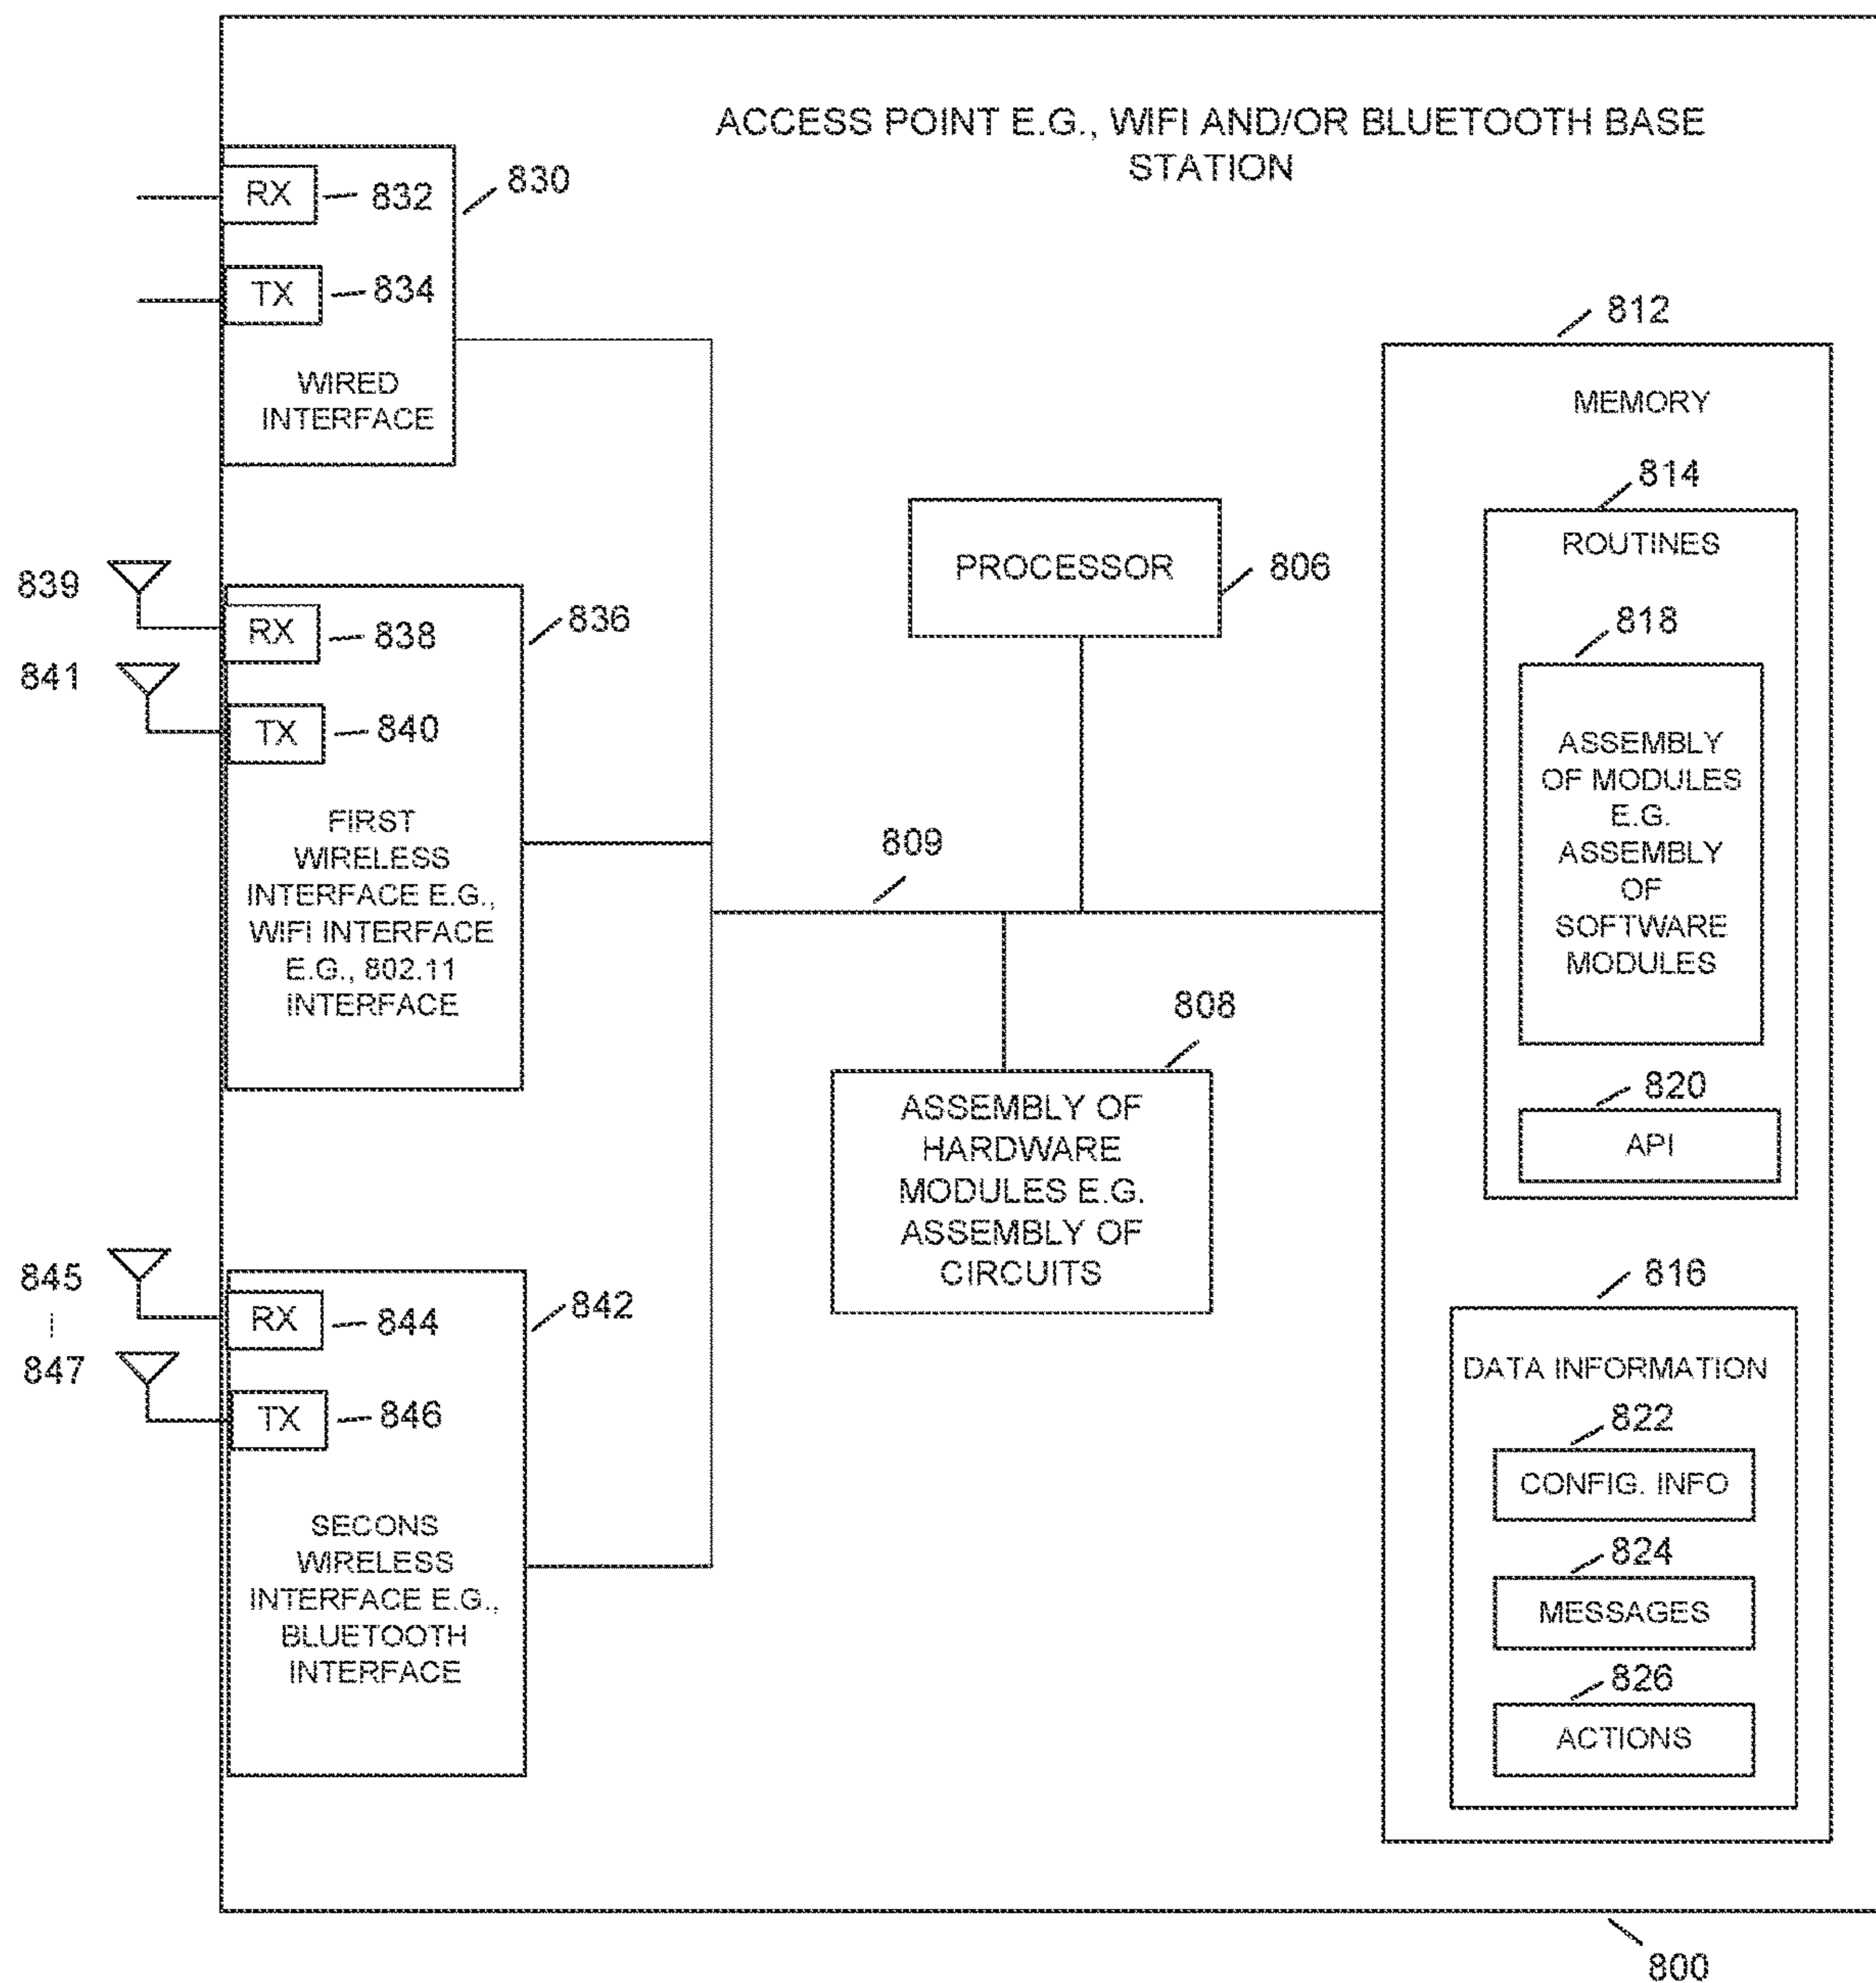 ACCESS POINT E.G., WIFI AND/OR BLUETOOTH BASE
STATION
RX
832
830
TX
834
WIRED
INTERFACE
839
RX
838
836
841
TX
840
FIRST
WIRELESS
INTERFACE E.G.,
WIFI INTERFACE
E.G., 802.11
INTERFACE
845
RX
844
842
847
TX
846
SECONS
WIRELESS
INTERFACE E.G.,
BLUETOOTH
INTERFACE
PROCESSOR
806
809
808
ASSEMBLY OF
HARDWARE
MODULES E.G.
ASSEMBLY OF
CIRCUITS
812
MEMORY
814
ROUTINES
818
ASSEMBLY
OF MODULES
E.G.
ASSEMBLY
OF
SOFTWARE
MODULES
820
API
816
DATA INFORMATION
822
CONFIG. INFO
824
MESSAGES
826
ACTIONS
800